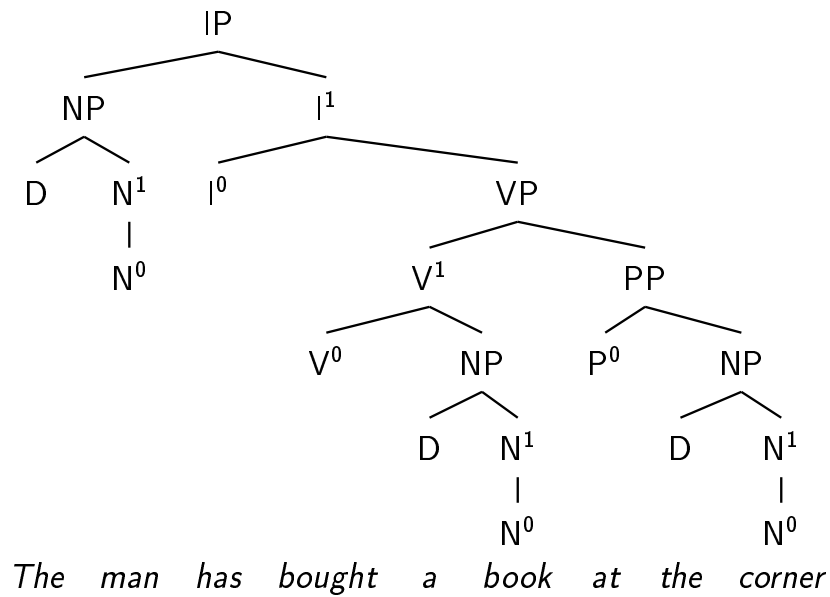 IP
NP I¹
D N¹ I⁰ VP
N⁰ V¹ PP
V⁰ NP P⁰ NP
D N¹ D N¹
N⁰ N⁰
The man has bought a book at the corner